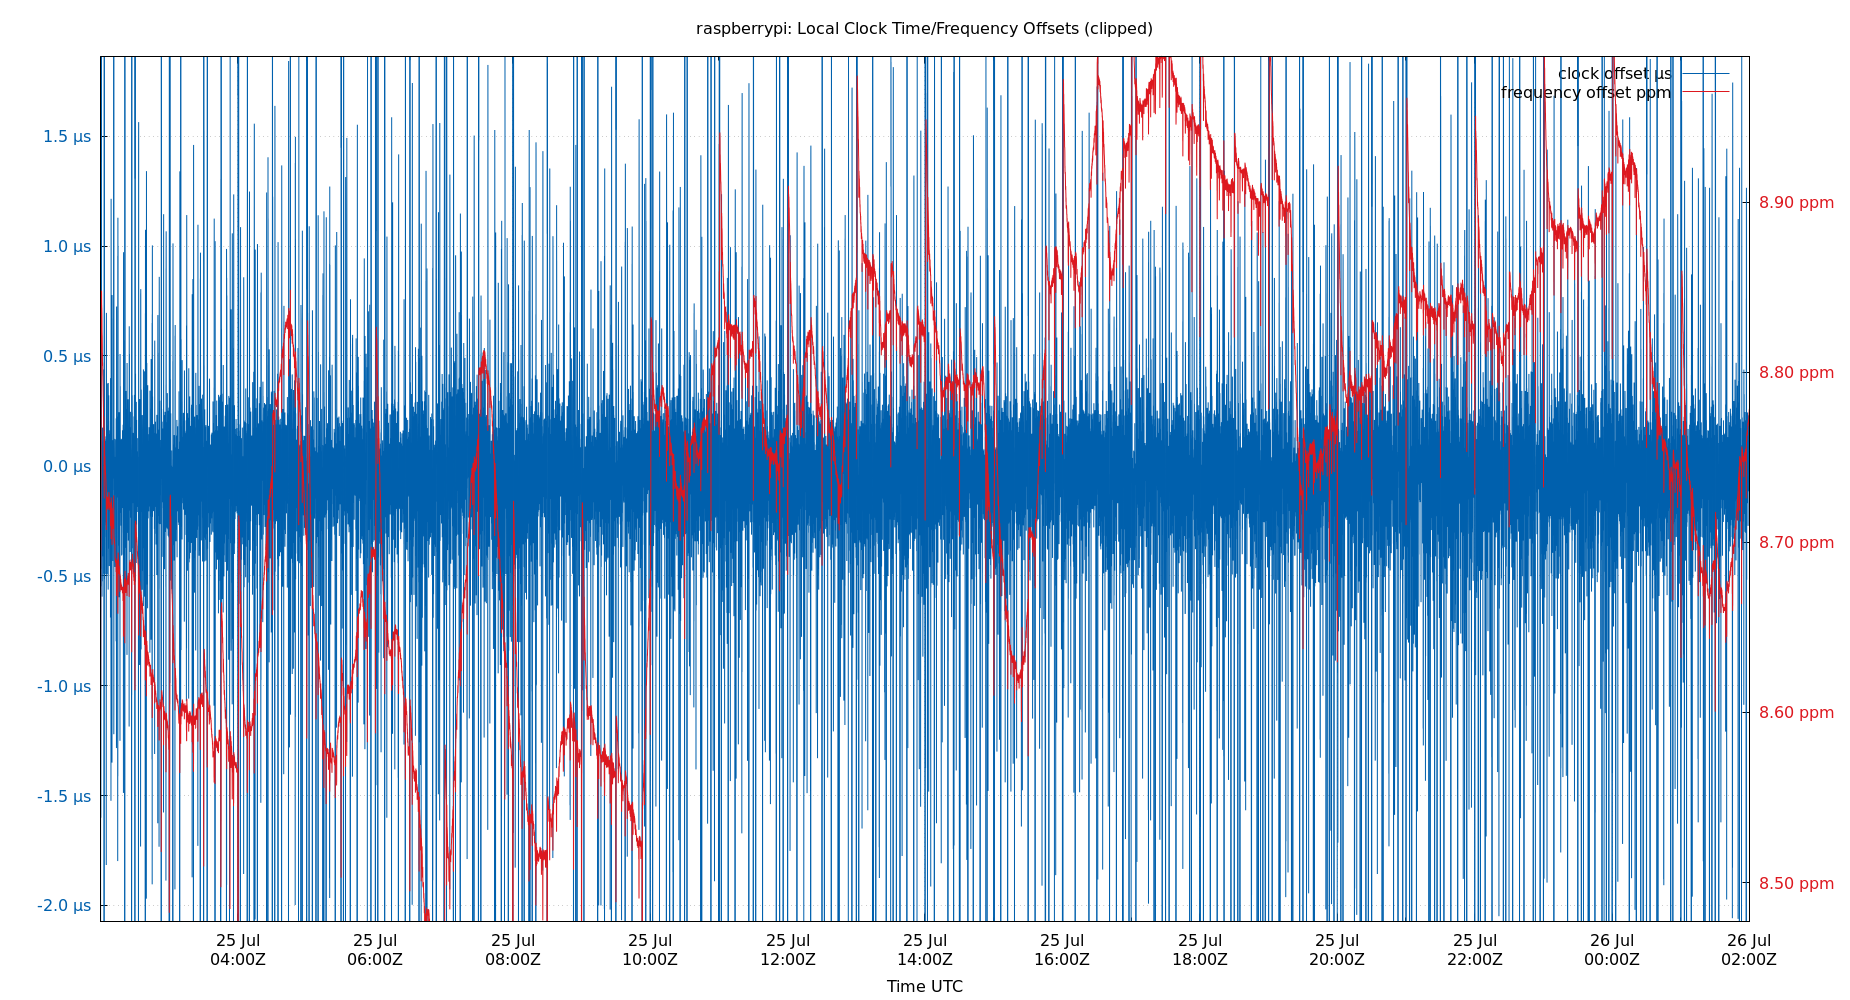 raspberrypi: Local Clock Time/Frequency Offsets (clipped)
clock offset µs
frequency offset ppm
1.5 µs
1.0 µs
0.5 µs
0.0 µs
-0.5 µs
-1.0 µs
-1.5 µs
-2.0 µs
8.90 ppm
8.80 ppm
8.70 ppm
8.60 ppm
8.50 ppm
25 Jul 25 Jul 25 Jul 25 Jul 25 Jul 25 Jul 25 Jul 25 Jul 25 Jul 25 Jul 26 Jul 26 Jul
04:00Z 06:00Z 08:00Z 10:00Z 12:00Z 14:00Z 16:00Z 18:00Z 20:00Z 22:00Z 00:00Z 02:00Z
Time UTC